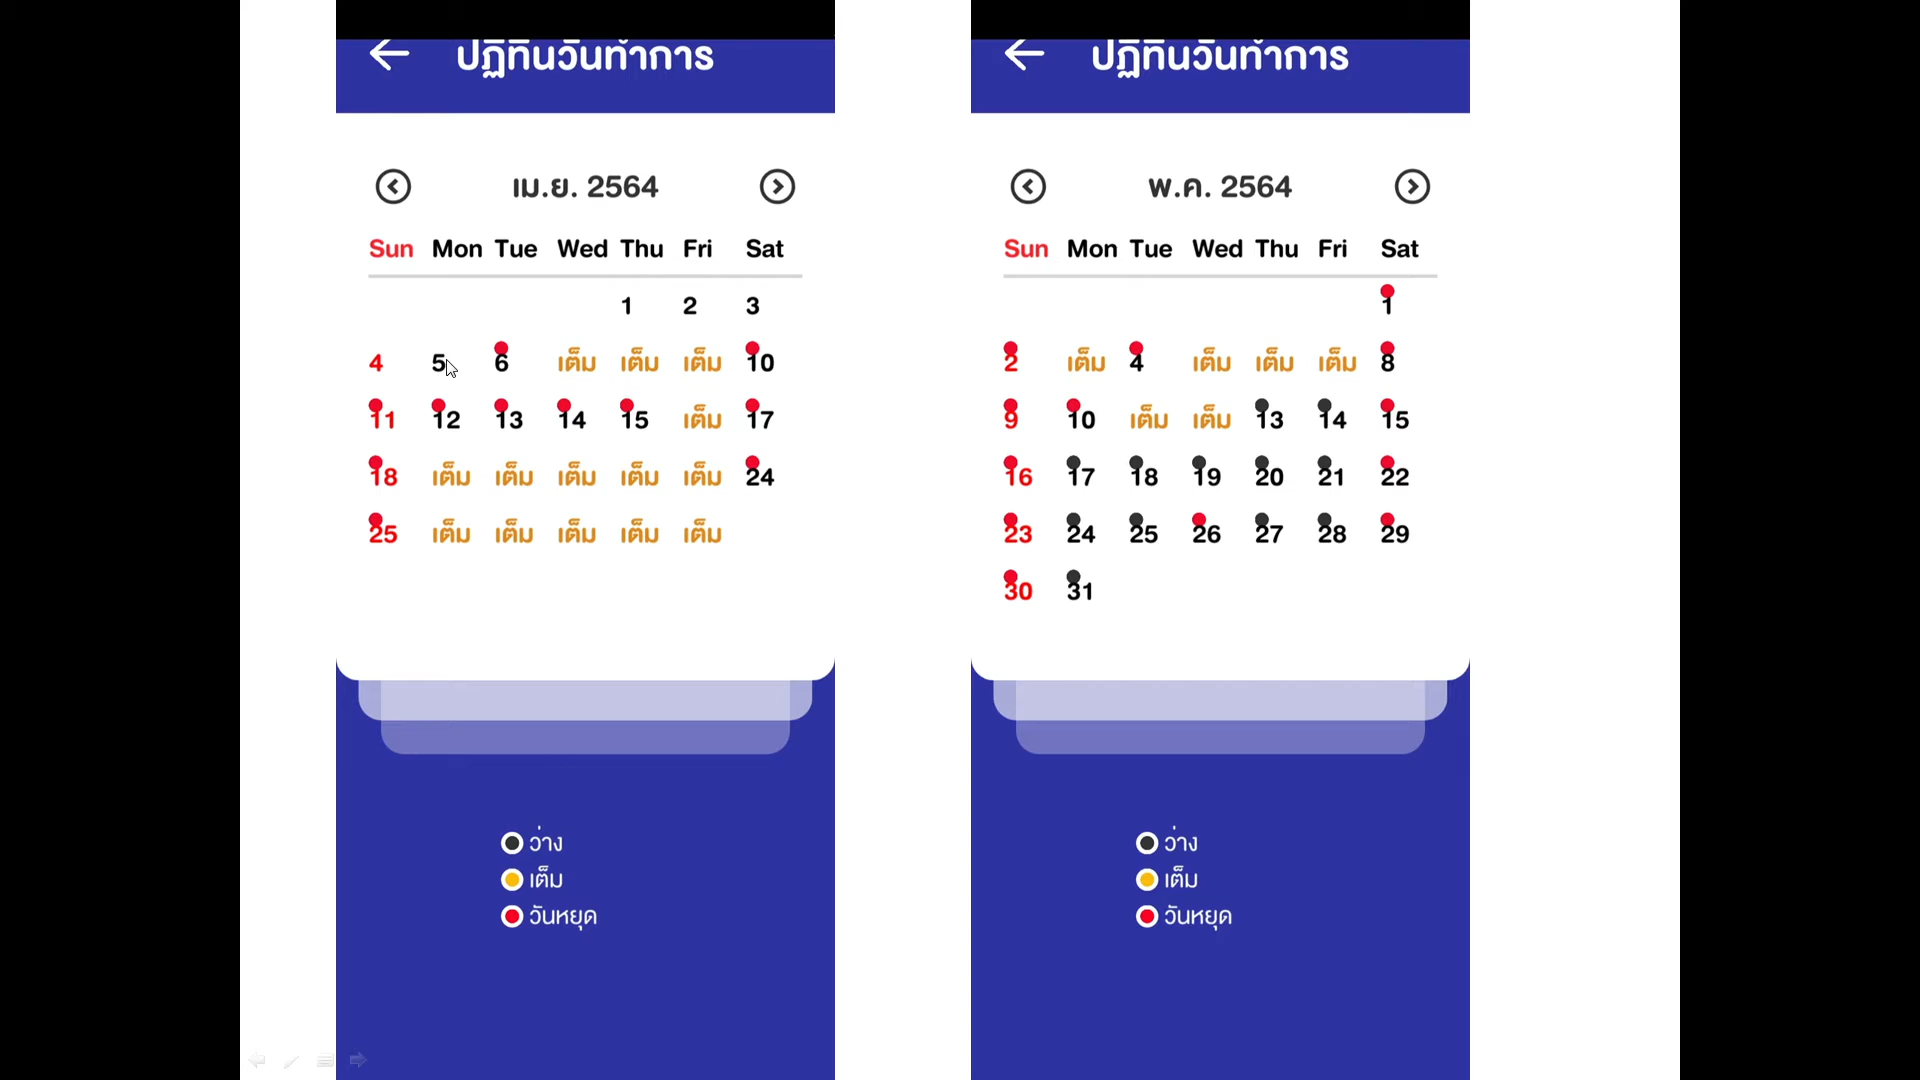 ปฏิทินวันทำการ
เม.ย. 2564
Sun Mon Tue Wed Thu Fri Sat
1 2 3
4 5 6 เต็ม เต็ม เต็ม 10
11 12 13 14 15 เต็ม 17
18 เต็ม เต็ม เต็ม เต็ม เต็ม 24
25 เต็ม เต็ม เต็ม เต็ม เต็ม
ว่าง
เต็ม
วันหยุด
ปฏิทินวันทำการ
พ.ค. 2564
Sun Mon Tue Wed Thu Fri Sat
1
2 เต็ม 4 เต็ม เต็ม เต็ม 8
9 10 เต็ม เต็ม 13 14 15
16 17 18 19 20 21 22
23 24 25 26 27 28 29
30 31
ว่าง
เต็ม
วันหยุด